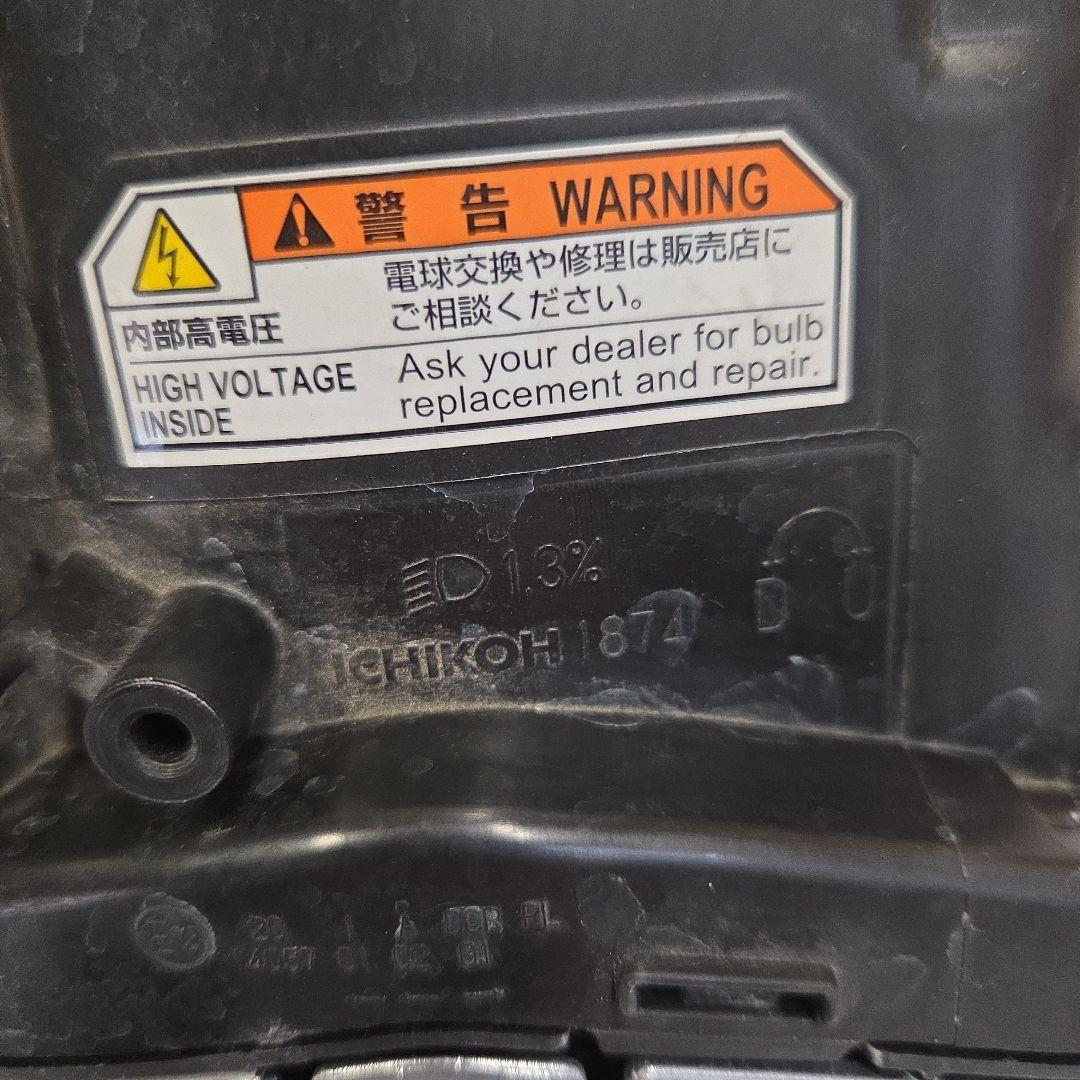 警告 WARNING
電球交換や修理は販売店に
ご相談ください。
内部高電圧
HIGH VOLTAGE
INSIDE
Ask your dealer for bulb
replacement and repair.
1.3%
ICHIKOH 1874
D